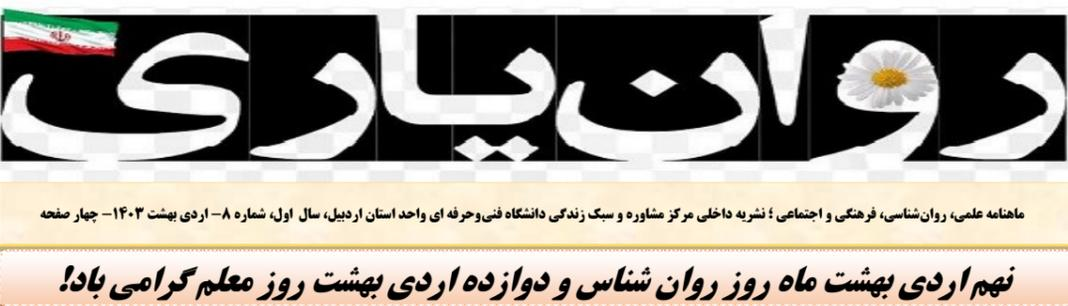 روان یاری
ماهنامه علمی، روان‌شناسی، فرهنگی و اجتماعی ؛ نشریه داخلی مرکز مشاوره و سبک زندگی دانشگاه فنی‌وحرفه ای واحد استان اردبیل، سال اول، شماره ۸- اردی بهشت ۱۴۰۳- چهار صفحه
نهم اردی بهشت ماه روز روان شناس و دوازده اردی بهشت روز معلم گرامی باد!